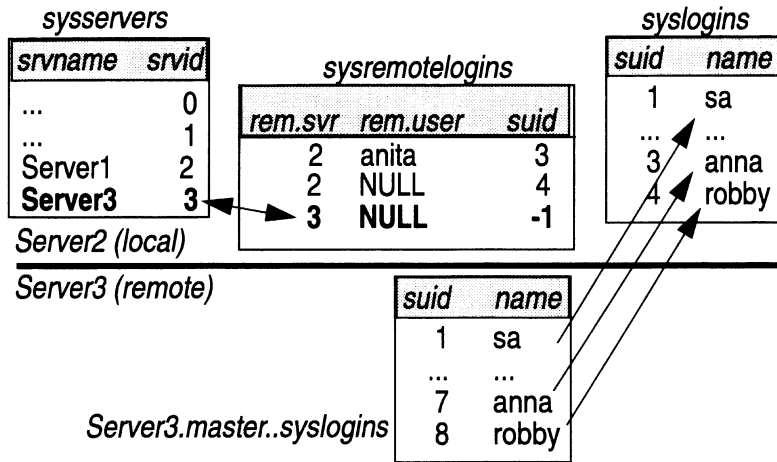 sysservers
srvname srvid
... 0
... 1
Server1 2
Server3 3
sysremotelogins
rem.svr rem.user suid
2 anita 3
2 NULL 4
3 NULL -1
syslogins
suid name
1 sa
... ...
3 anna
4 robby
Server2 (local)
Server3 (remote)
suid name
1 sa
... ...
7 anna
8 robby
Server3.master..syslogins